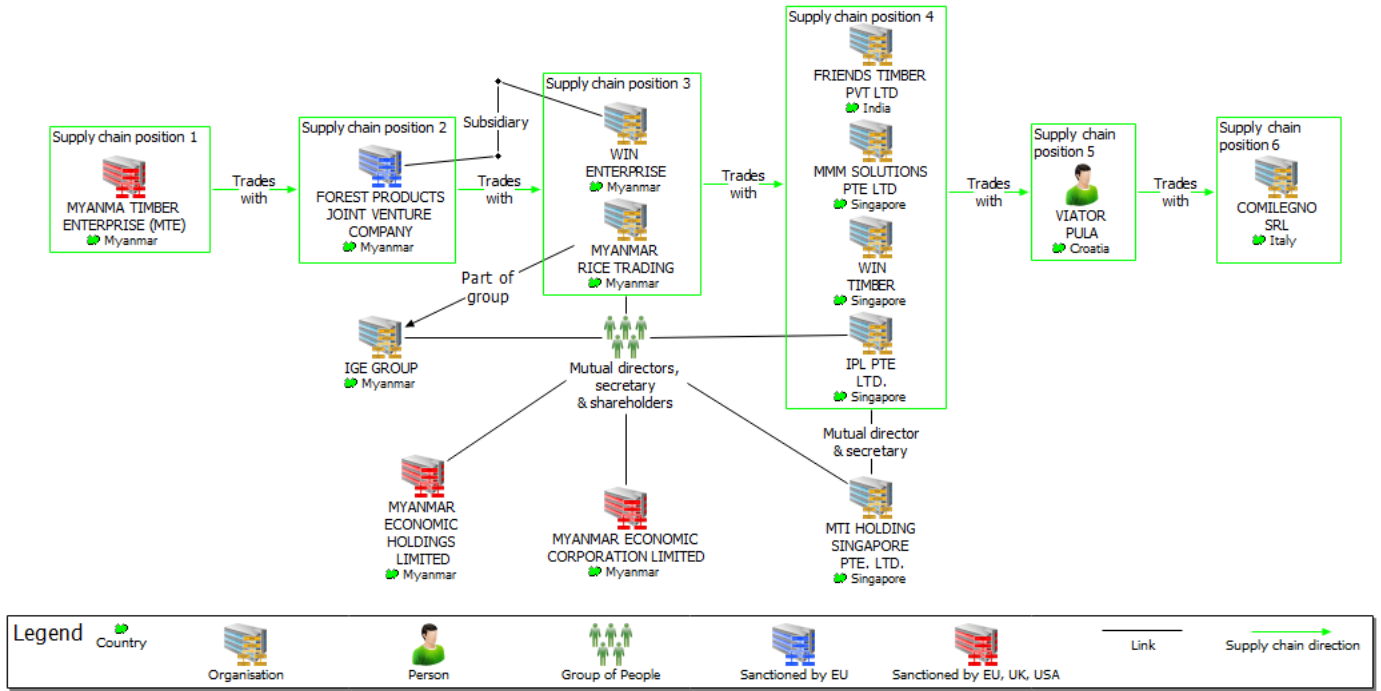 Supply chain position 1
MYANMA TIMBER
ENTERPRISE (MTE)
Myanmar
Trades
with
Supply chain position 2
FOREST PRODUCTS
JOINT VENTURE
COMPANY
Myanmar
Subsidiary
Trades
with
Supply chain position 3
WIN
ENTERPRISE
Myanmar
MYANMAR
RICE TRADING
Myanmar
Part of
group
Trades
with
Supply chain position 4
FRIENDS TIMBER
PVT LTD
India
MMM SOLUTIONS
PTE LTD
Singapore
WIN
TIMBER
Singapore
IPL PTE
LTD.
Singapore
Trades
with
Supply chain
position 5
VIATOR
PULA
Croatia
Trades
with
Supply chain
position 6
COMILEGNO
SRL
Italy
IGE GROUP
Myanmar
Mutual directors,
secretary
& shareholders
Mutual director
& secretary
MYANMAR
ECONOMIC
HOLDINGS
LIMITED
Myanmar
MYANMAR ECONOMIC
CORPORATION LIMITED
Myanmar
MTI HOLDING
SINGAPORE
PTE. LTD.
Singapore
Legend
Country
Organisation
Person
Group of People
Sanctioned by EU
Sanctioned by EU, UK, USA
Link
Supply chain direction